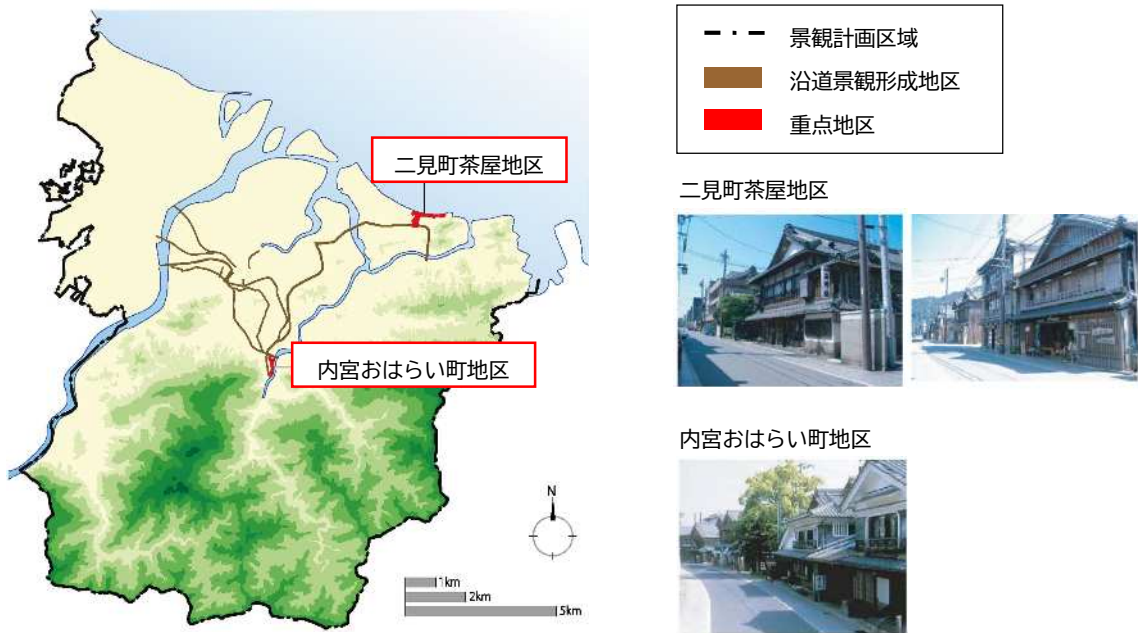 二見町茶屋地区
内宮おはらい町地区
N
1km
2km
5km
景観計画区域
沿道景観形成地区
重点地区
二見町茶屋地区
内宮おはらい町地区